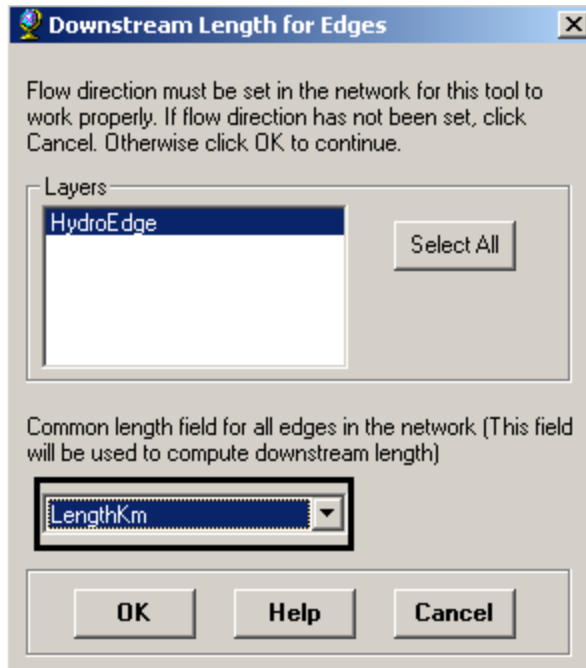 Downstream Length for Edges
Flow direction must be set in the network for this tool to
work properly. If flow direction has not been set, click
Cancel. Otherwise click OK to continue.
Layers
HydroEdge
Select All
Common length field for all edges in the network (This field
will be used to compute downstream length)
LengthKm
OK Help Cancel